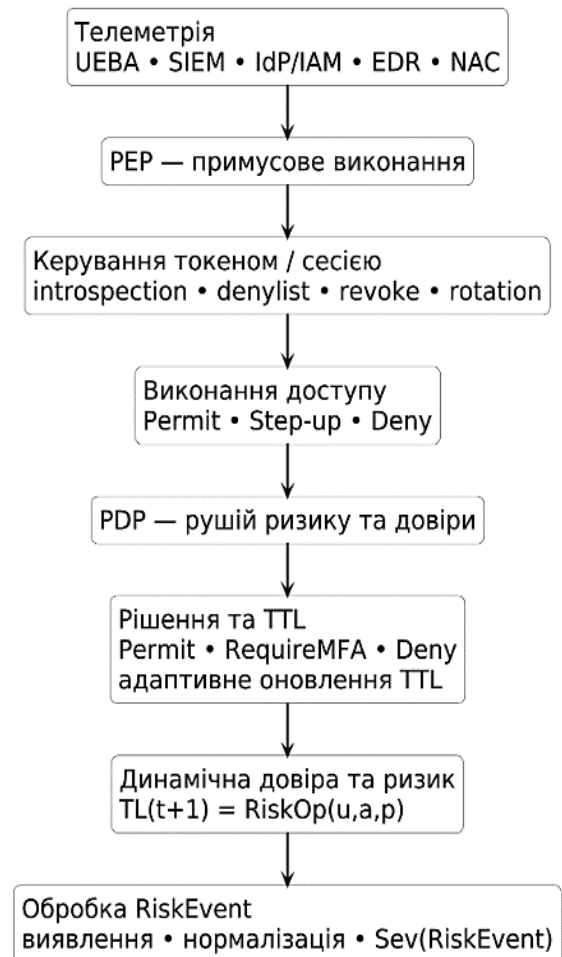 Телеметрія
UEBA • SIEM • IdP/IAM • EDR • NAC
PEP — примусове виконання
Керування токеном / сесією
introspection • denylist • revoke • rotation
Виконання доступу
Permit • Step-up • Deny
PDP — рушій ризику та довіри
Рішення та TTL
Permit • RequireMFA • Deny
адаптивне оновлення TTL
Динамічна довіра та ризик
TL(t+1) = RiskOp(u,a,p)
Обробка RiskEvent
виявлення • нормалізація • Sev(RiskEvent)